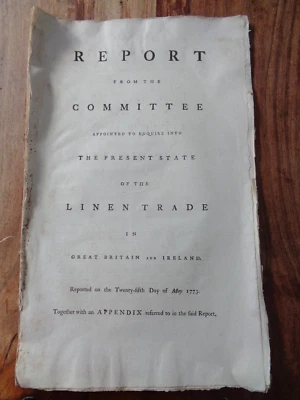 REPORT
FROM THE
COMMITTEE
APPOINTED TO ENQUIRE INTO
THE PRESENT STATE
OF THE
LINEN TRADE
IN
GREAT BRITAIN AND IRELAND.
Reported on the Twenty-fifth Day of May 1773.
Together with an APPENDIX referred to in the said Report.